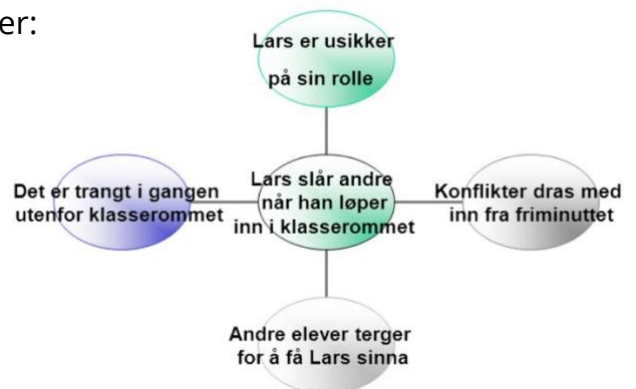 er:
Lars er usikker
på sin rolle
Det er trangt i gangen
utenfor klasserommet
Lars slår andre
når han løper
inn i klasserommet
Konflikter dras med
inn fra friminuttet
Andre elever terger
for å få Lars sinna